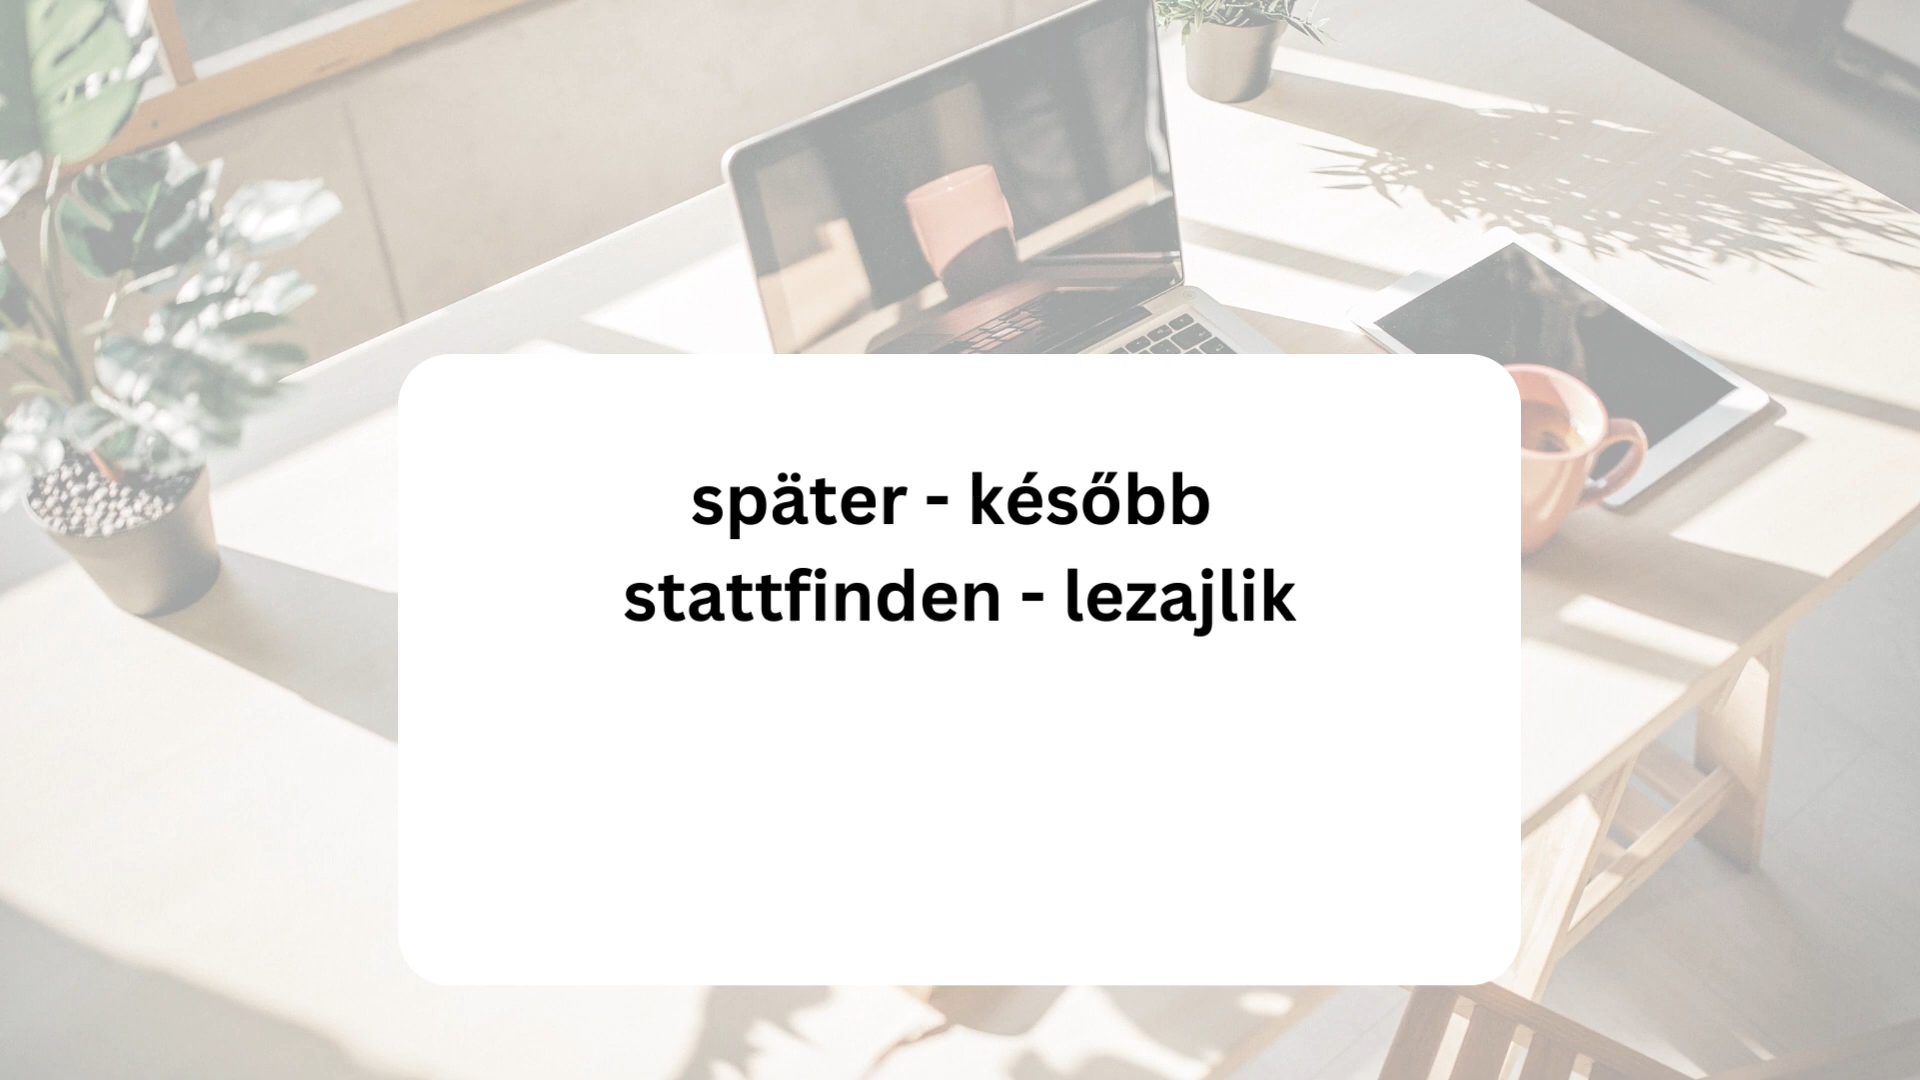 später - később
stattfinden - lezajlik